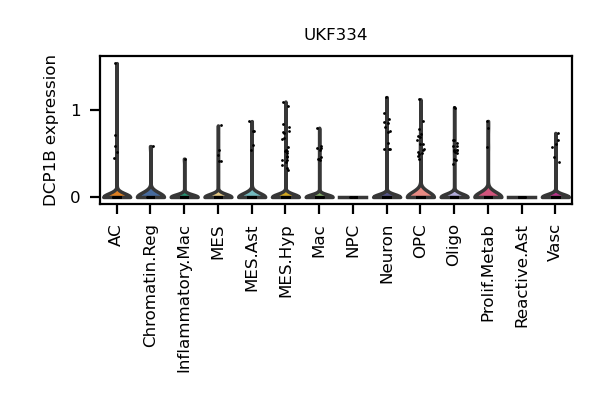 UKF334
DCP1B expression
1
0
AC
Chromatin.Reg
Inflammatory.Mac
MES
MES.Ast
MES.Hyp
Mac
NPC
Neuron
OPC
Oligo
Prolif.Metab
Reactive.Ast
Vasc